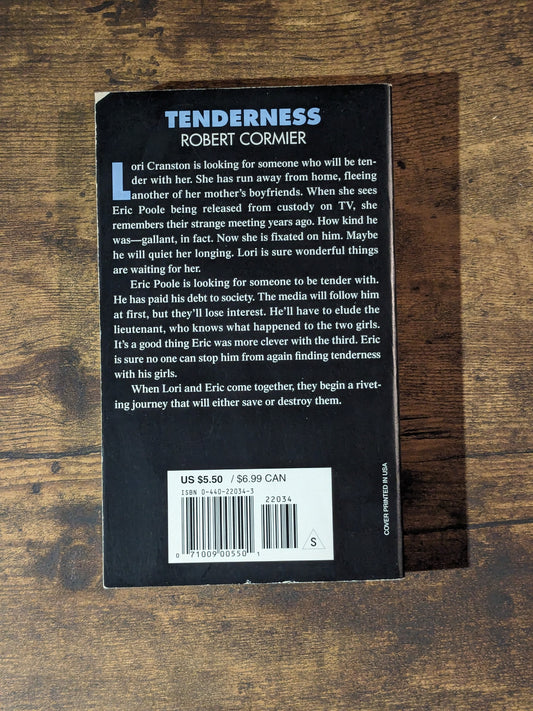 TENDERNESS
ROBERT CORMIER
Lori Cranston is looking for someone who will be ten-
der with her. She has run away from home, fleeing
another of her mother's boyfriends. When she sees
Eric Poole being released from custody on TV, she
remembers their strange meeting years ago. How kind he
was—gallant, in fact. Now she is fixated on him. Maybe
he will quiet her longing. Lori is sure wonderful things
are waiting for her.
Eric Poole is looking for someone to be tender with.
He has paid his debt to society. The media will follow him
at first, but they'll lose interest. He'll have to elude the
lieutenant, who knows what happened to the two girls.
It's a good thing Eric was more clever with the third. Eric
is sure no one can stop him from again finding tenderness
with his girls.
When Lori and Eric come together, they begin a rivet-
ing journey that will either save or destroy them.
US $5.50 / $6.99 CAN
ISBN 0-440-22034-3
22034
0 71009 00550 1
S
COVER PRINTED IN USA